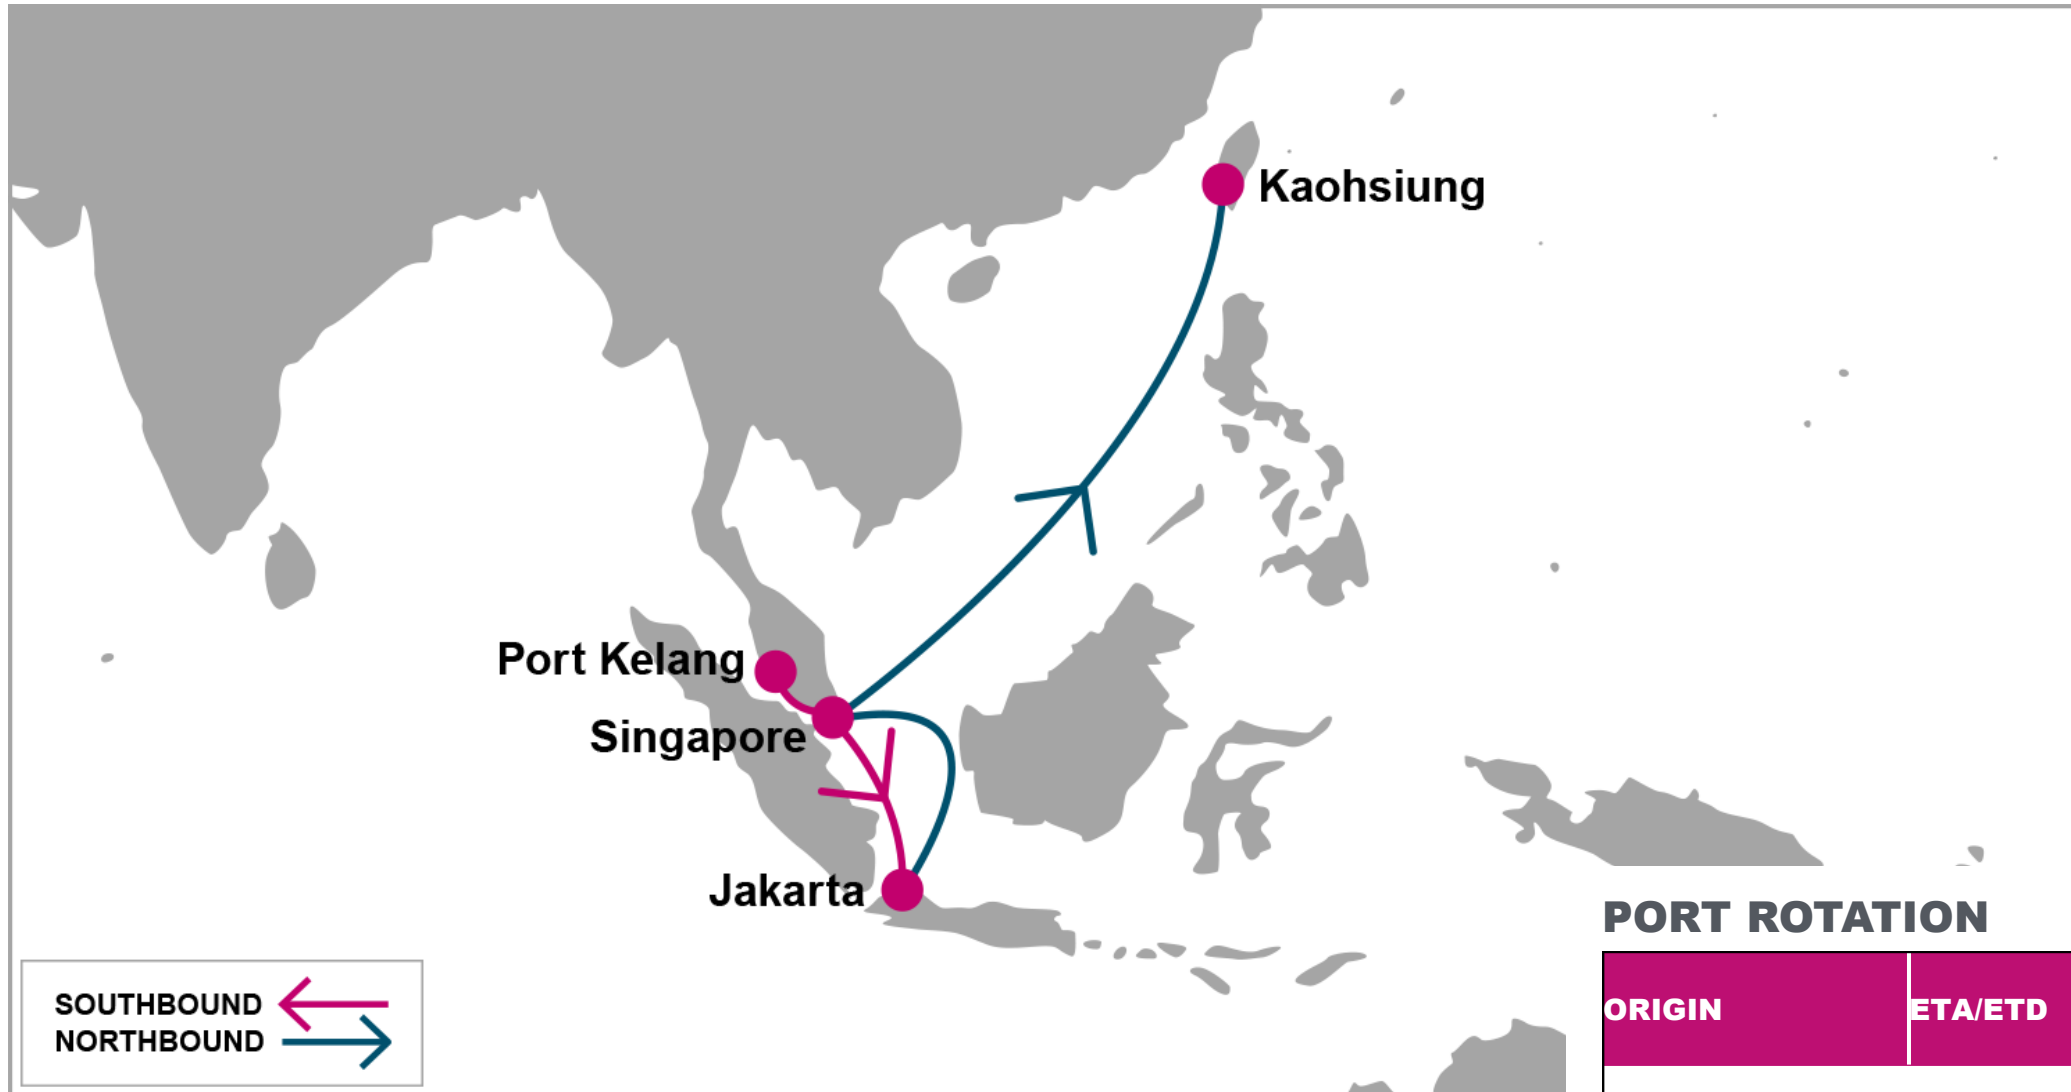 Kaohsiung
Port Kelang
Singapore
Jakarta
PORT ROTATION
ORIGIN ETA/ETD
SOUTHBOUND
NORTHBOUND